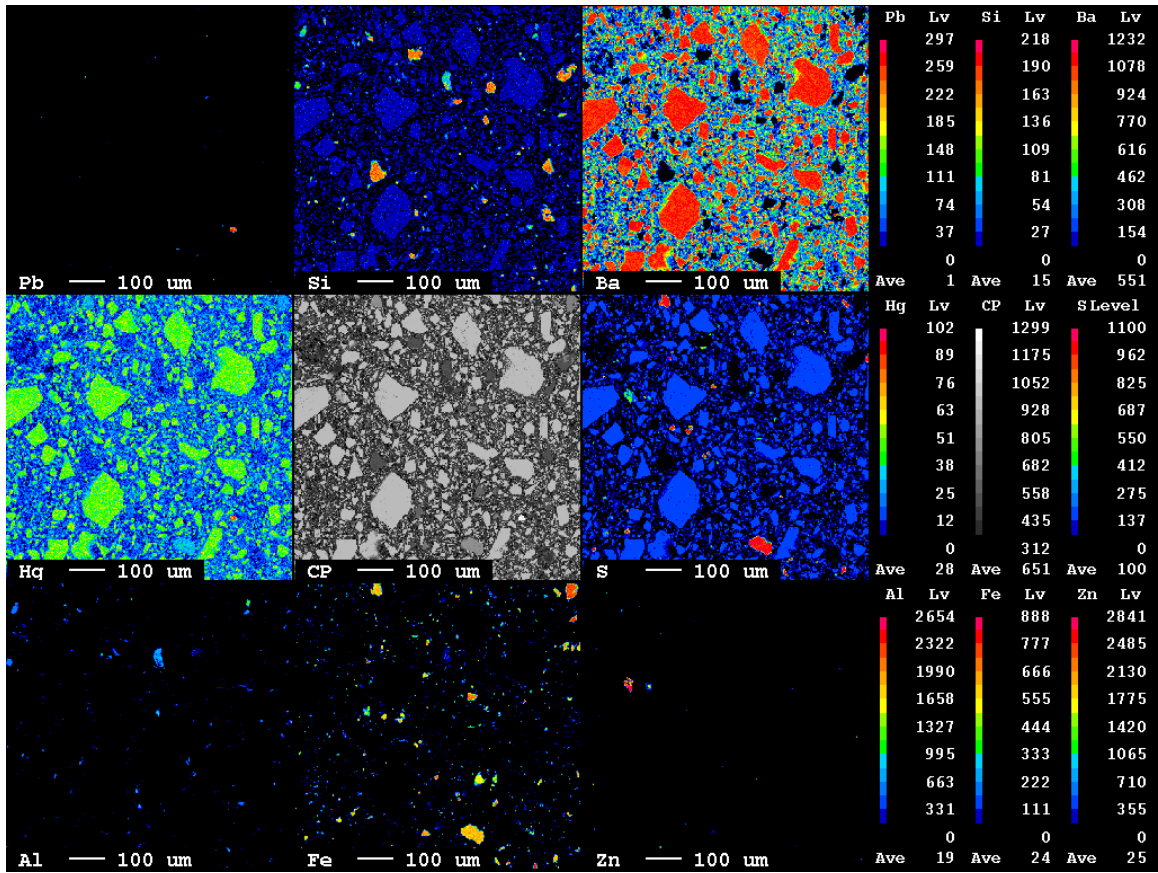 Pb Lv Si Lv Ba Lv
297 218 1232
259 190 1078
222 163 924
185 136 770
148 109 616
111 81 462
74 54 308
37 27 154
0 0 0
Ave 1 Ave 15 Ave 551
Pb 100 um
Si 100 um
Ba 100 um
Hg Lv CP Lv S Level
102 1299 1100
89 1175 962
76 1052 825
63 928 687
51 805 550
38 682 412
25 558 275
12 435 137
0 312 0
Ave 28 Ave 651 Ave 100
Hg 100 um
CP 100 um
S 100 um
Al Lv Fe Lv Zn Lv
2654 888 2841
2322 777 2485
1990 666 2130
1658 555 1775
1327 444 1420
995 333 1065
663 222 710
331 111 355
0 0 0
Ave 19 Ave 24 Ave 25
Al 100 um
Fe 100 um
Zn 100 um